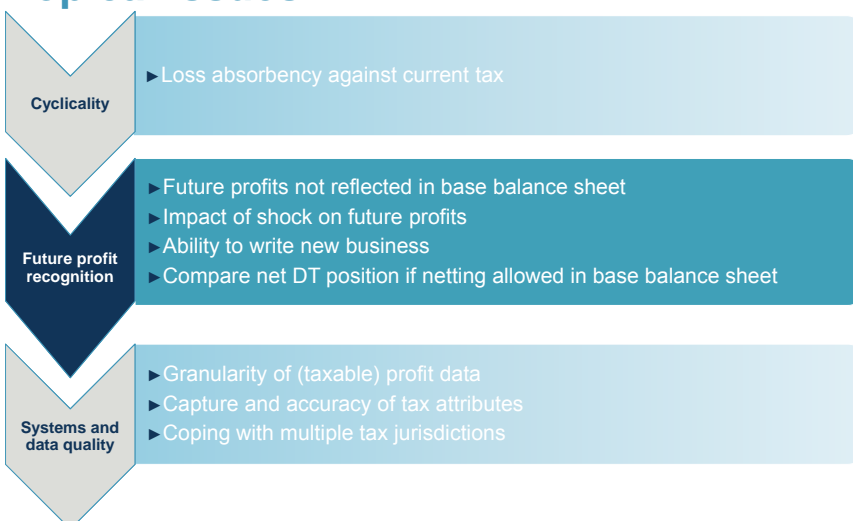 Cyclicality
►Loss absorbency against current tax
Future profit
recognition
►Future profits not reflected in base balance sheet
►Impact of shock on future profits
►Ability to write new business
►Compare net DT position if netting allowed in base balance sheet
Systems and
data quality
►Granularity of (taxable) profit data
►Capture and accuracy of tax attributes
►Coping with multiple tax jurisdictions